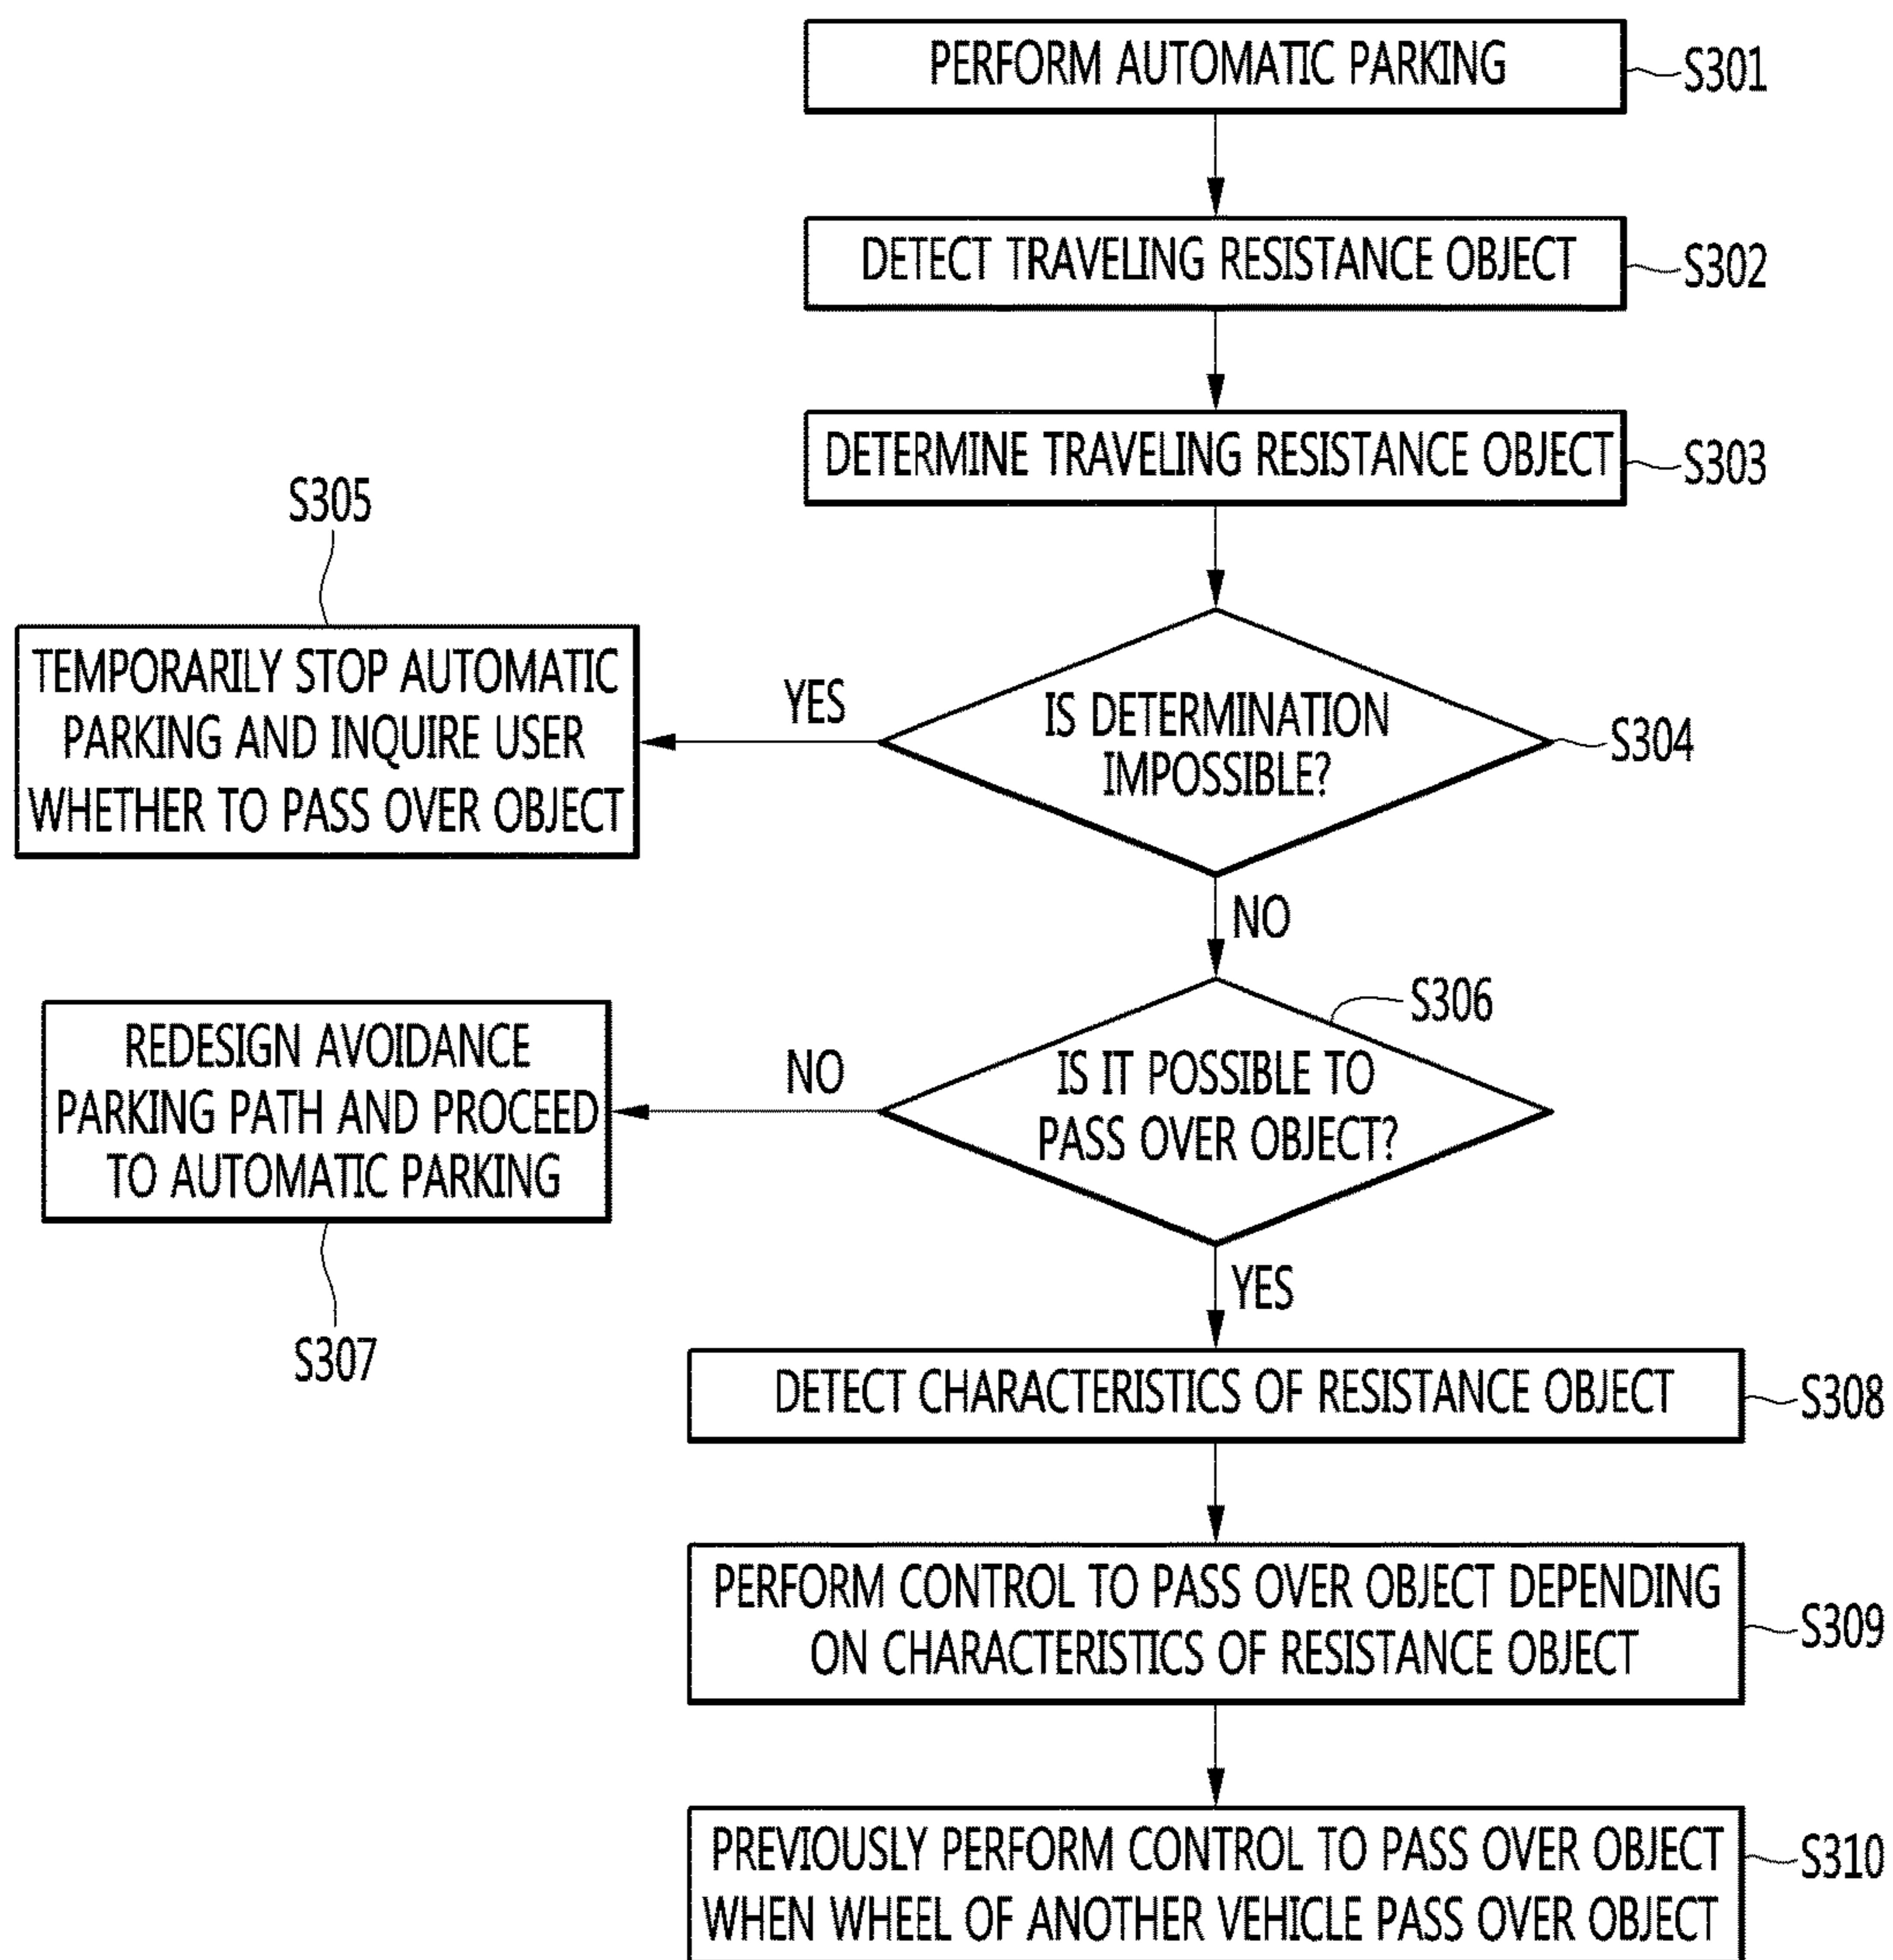 PERFORM AUTOMATIC PARKING
S301
DETECT TRAVELING RESISTANCE OBJECT
S302
DETERMINE TRAVELING RESISTANCE OBJECT
S303
IS DETERMINATION
IMPOSSIBLE?
S304
YES
S305
TEMPORARILY STOP AUTOMATIC
PARKING AND INQUIRE USER
WHETHER TO PASS OVER OBJECT
NO
IS IT POSSIBLE TO
PASS OVER OBJECT?
S306
NO
REDESIGN AVOIDANCE
PARKING PATH AND PROCEED
TO AUTOMATIC PARKING
S307
YES
DETECT CHARACTERISTICS OF RESISTANCE OBJECT
S308
PERFORM CONTROL TO PASS OVER OBJECT DEPENDING
ON CHARACTERISTICS OF RESISTANCE OBJECT
S309
PREVIOUSLY PERFORM CONTROL TO PASS OVER OBJECT
WHEN WHEEL OF ANOTHER VEHICLE PASS OVER OBJECT
S310